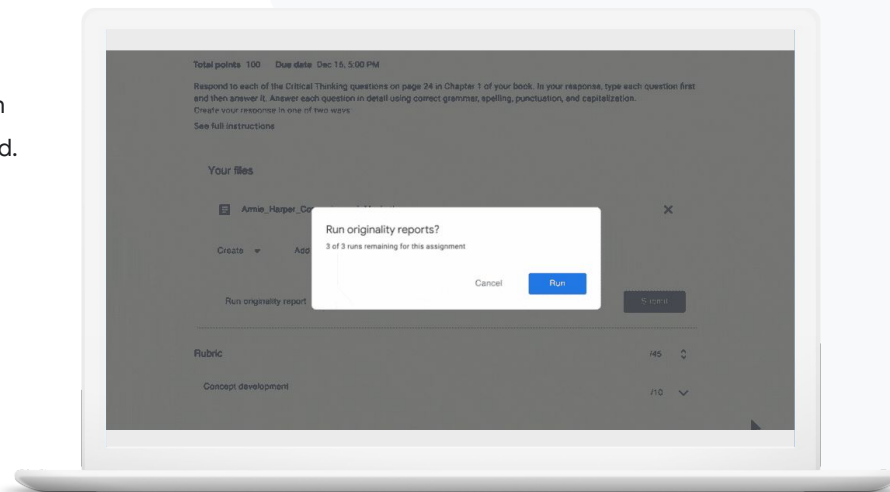 n
d.
Total points 100 Due date Dec 15, 5:00 PM
Respond to each of the Critical Thinking questions on page 24 in Chapter 1 of your book. In your response, type each question first
and then answer it. Answer each question in detail using correct grammar, spelling, punctuation, and capitalization.
Create your response in one of two ways
See full instructions
Your files
Armie_Harper_Co
Run originality reports?
3 of 3 runs remaining for this assignment
Create Add
Cancel Run
Run originality report Submit
Rubric /45
Concept development /10